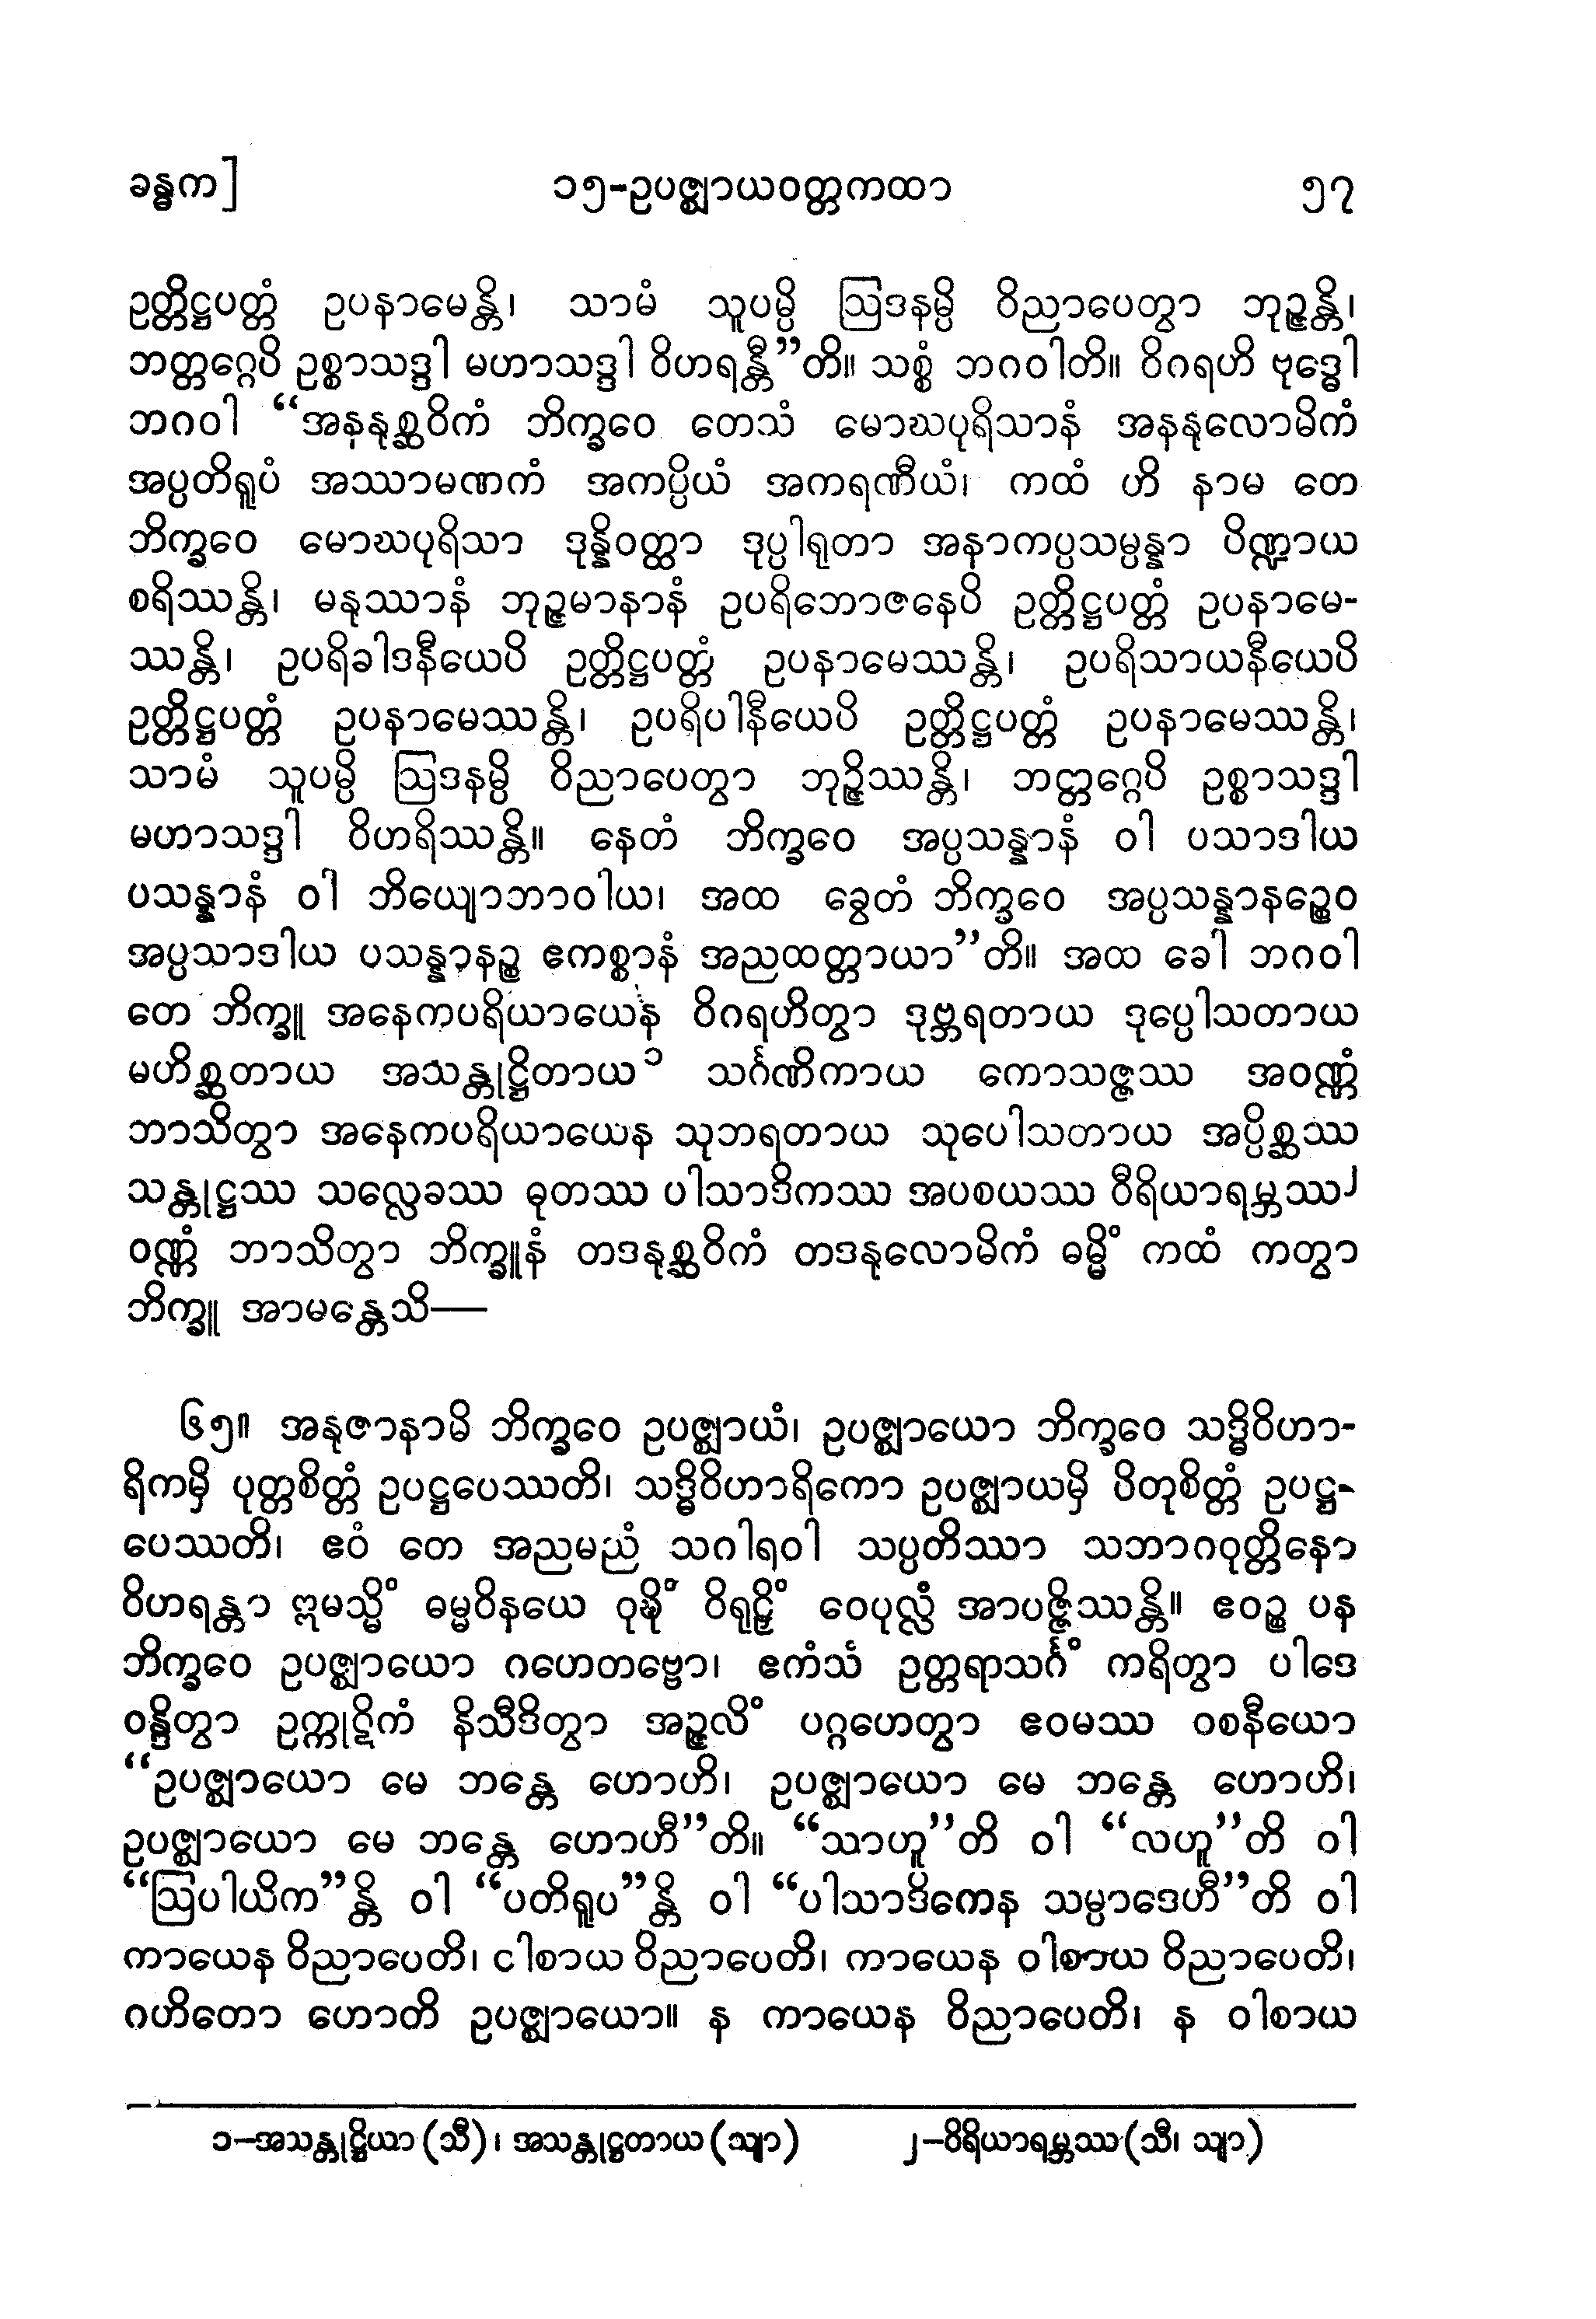 ခန္ဓက] ၁၅-ဥပဇ္ဈာယဝတ္တကထာ ၅၇
ဥတ္တိဋ္ဌပတ္တံ ဥပနာမေန္တိ၊ သာမံ သူပမ္ပိ ဩဒနမ္ပိ ဝိညာပေတွာ ဘုဉ္ဇန္တိ၊
ဘတ္တဂ္ဂေပိ ဥစ္စာသဒ္ဒါ မဟာသဒ္ဒါ ဝိဟရန္တီ”တိ။ သစ္စံ ဘဂဝါတိ။ ဝိဂရဟိ ဗုဒ္ဓေါ
ဘဂဝါ “အနနုစ္ဆဝိကံ ဘိက္ခဝေ တေသံ မောဃပုရိသာနံ အနနုလောမိကံ
အပ္ပတိရူပံ အဿာမဏကံ အကပ္ပိယံ အကရဏီယံ၊ ကထံ ဟိ နာမ တေ
ဘိက္ခဝေ မောဃပုရိသာ ဒုန္နိဝတ္ထာ ဒုပ္ပါရုတာ အနာကပ္ပသမ္ပန္နာ ပိဏ္ဍာယ
စရိဿန္တိ၊ မနုဿာနံ ဘုဉ္ဇမာနာနံ ဥပရိဘောဇနေပိ ဥတ္တိဋ္ဌပတ္တံ ဥပနာမေ-
ဿန္တိ၊ ဥပရိခါဒနီယေပိ ဥတ္တိဋ္ဌပတ္တံ ဥပနာမေဿန္တိ၊ ဥပရိသာယနီယေပိ
ဥတ္တိဋ္ဌပတ္တံ ဥပနာမေဿန္တိ၊ ဥပရိပါနီယေပိ ဥတ္တိဋ္ဌပတ္တံ ဥပနာမေဿန္တိ၊
သာမံ သူပမ္ပိ ဩဒနမ္ပိ ဝိညာပေတွာ ဘုဉ္ဇိဿန္တိ၊ ဘတ္တဂ္ဂေပိ ဥစ္စာသဒ္ဒါ
မဟာသဒ္ဒါ ဝိဟရိဿန္တိ။ နေတံ ဘိက္ခဝေ အပ္ပသန္နာနံ ဝါ ပသာဒါယ
ပသန္နာနံ ဝါ ဘိယျောဘာဝါယ၊ အထ ခွေတံ ဘိက္ခဝေ အပ္ပသန္နာနဉ္စေဝ
အပ္ပသာဒါယ ပသန္နာနဉ္စ ဧကစ္စာနံ အညထတ္တာယာ”တိ။ အထ ခေါ ဘဂဝါ
တေ ဘိက္ခူ အနေကပရိယာယေန ဝိဂရဟိတွာ ဒုဗ္ဘရတာယ ဒုပ္ပေါသတာယ
မဟိစ္ဆတာယ အသန္တုဋ္ဌိတာယ၁ သင်္ဂဏိကာယ ကောသဇ္ဇဿ အဝဏ္ဏံ
ဘာသိတွာ အနေကပရိယာယေန သုဘရတာယ သုပေါသတာယ အပ္ပိစ္ဆဿ
သန္တုဋ္ဌဿ သလ္လေခဿ ဓုတဿ ပါသာဒိကဿ အပစယဿ ဝီရိယာရမ္ဘဿ၂
ဝဏ္ဏံ ဘာသိတွာ ဘိက္ခူနံ တဒနုစ္ဆဝိကံ တဒနုလောမိကံ ဓမ္မိံ ကထံ ကတွာ
ဘိက္ခူ အာမန္တေသိ—
၆၅။ အနုဇာနာမိ ဘိက္ခဝေ ဥပဇ္ဈာယံ၊ ဥပဇ္ဈာယော ဘိက္ခဝေ သဒ္ဓိဝိဟာ-
ရိကမှိ ပုတ္တစိတ္တံ ဥပဋ္ဌပေဿတိ၊ သဒ္ဓိဝိဟာရိကော ဥပဇ္ဈာယမှိ ပိတုစိတ္တံ ဥပဋ္ဌ-
ပေဿတိ၊ ဧဝံ တေ အညမညံ သဂါရဝါ သပ္ပတိဿာ သဘာဂဝုတ္တိနော
ဝိဟရန္တာ ဣမသ္မိံ ဓမ္မဝိနယေ ဝုဍ္ဎိံ ဝိရုဠှိံ ဝေပုလ္လံ အာပဇ္ဇိဿန္တိ။ ဧဝဉ္စ ပန
ဘိက္ခဝေ ဥပဇ္ဈာယော ဂဟေတဗ္ဗော၊ ဧကံသံ ဥတ္တရာသင်္ဂံ ကရိတွာ ပါဒေ
ဝန္ဒိတွာ ဥက္ကုဋိကံ နိသီဒိတွာ အဉ္ဇလိံ ပဂ္ဂဟေတွာ ဧဝမဿ ဝစနီယော
“ဥပဇ္ဈာယော မေ ဘန္တေ ဟောဟိ၊ ဥပဇ္ဈာယော မေ ဘန္တေ ဟောဟိ၊
ဥပဇ္ဈာယော မေ ဘန္တေ ဟောဟီ”တိ။ “သာဟူ”တိ ဝါ “လဟူ”တိ ဝါ
“ဩပါယိက”န္တိ ဝါ “ပတိရူပ”န္တိ ဝါ “ပါသာဒိကေန သမ္ပာဒေဟီ”တိ ဝါ
ကာယေန ဝိညာပေတိ၊ ငါစာယ ဝိညာပေတိ၊ ကာယေန ဝါစာယ ဝိညာပေတိ၊
ဂဟိတော ဟောတိ ဥပဇ္ဈာယော။ န ကာယေန ဝိညာပေတိ၊ န ဝါစာယ
၁-အသန္တုဋ္ဌိယာ (သီ)၊ အသန္တုဋ္ဌတာယ (သျာ) ၂-ဝိရိယာရမ္ဘဿ (သီ၊ သျာ)